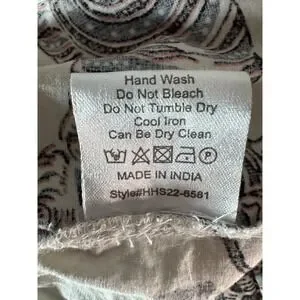 Hand Wash
Do Not Bleach
Do Not Tumble Dry
Cool Iron
Can Be Dry Clean
MADE IN INDIA
Style#HHS22-6581